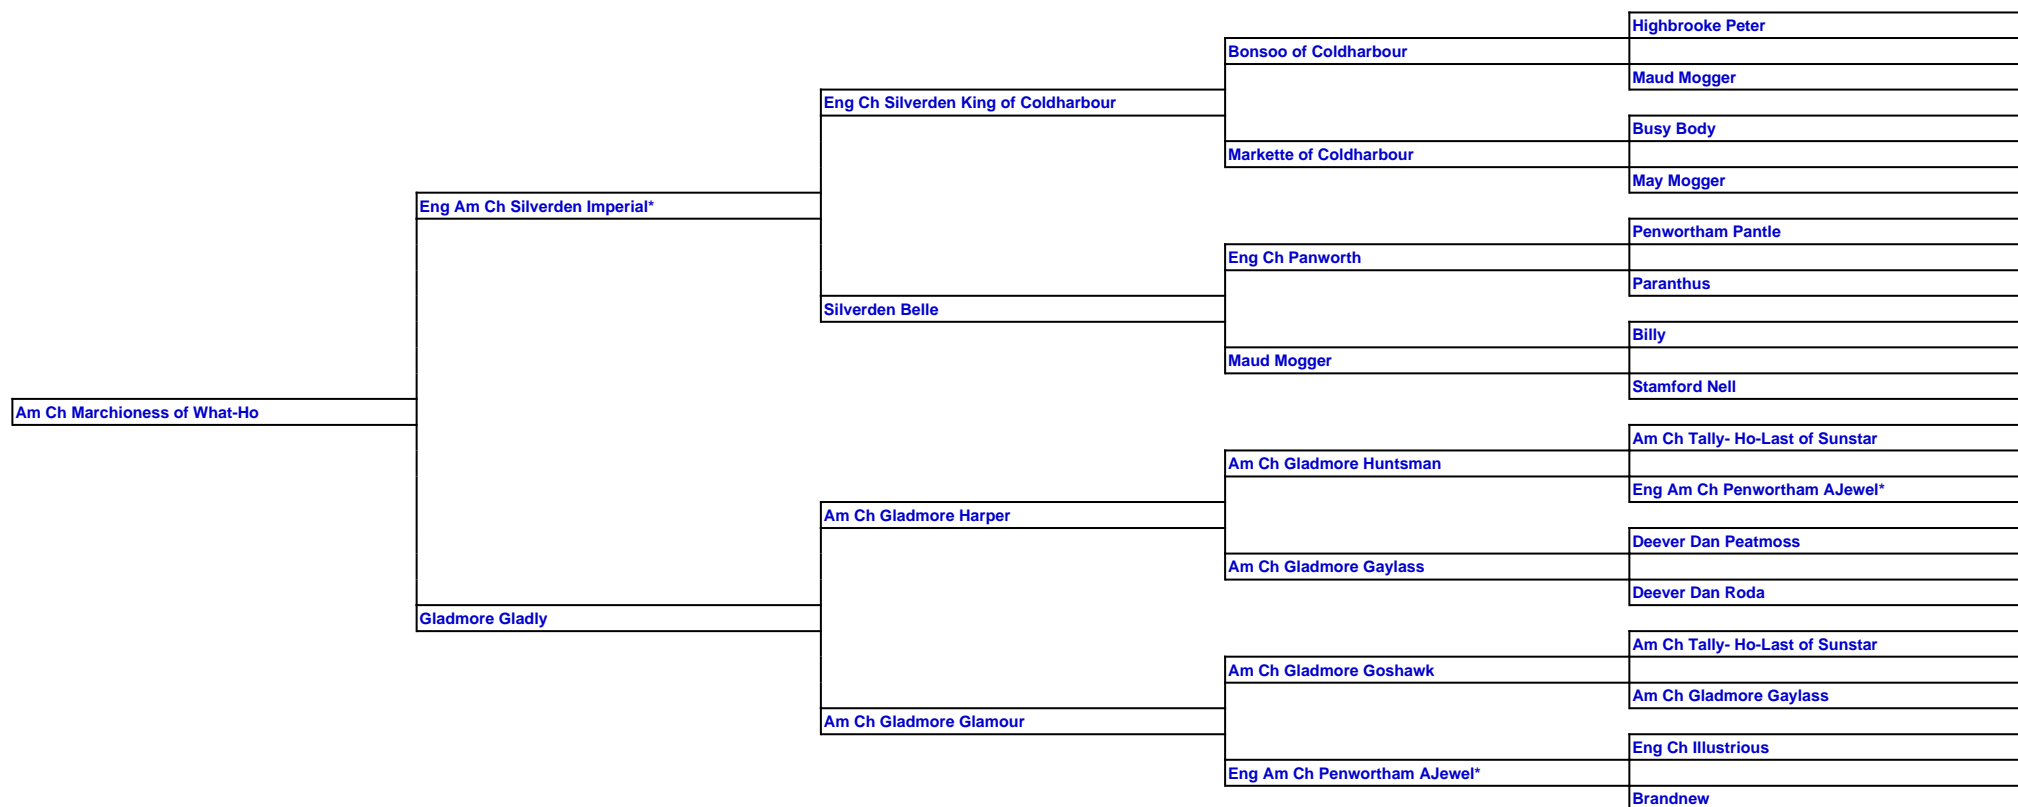 Highbrooke Peter
Bonsoo of Coldharbour
Maud Mogger
Eng Ch Silverden King of Coldharbour
Busy Body
Markette of Coldharbour
May Mogger
Eng Am Ch Silverden Imperial*
Penwortham Pantle
Eng Ch Panworth
Paranthus
Silverden Belle
Billy
Maud Mogger
Stamford Nell
Am Ch Marchioness of What-Ho
Am Ch Tally- Ho-Last of Sunstar
Am Ch Gladmore Huntsman
Eng Am Ch Penwortham AJewel*
Am Ch Gladmore Harper
Deever Dan Peatmoss
Am Ch Gladmore Gaylass
Deever Dan Roda
Gladmore Gladly
Am Ch Tally- Ho-Last of Sunstar
Am Ch Gladmore Goshawk
Am Ch Gladmore Gaylass
Am Ch Gladmore Glamour
Eng Ch Illustrious
Eng Am Ch Penwortham AJewel*
Brandnew